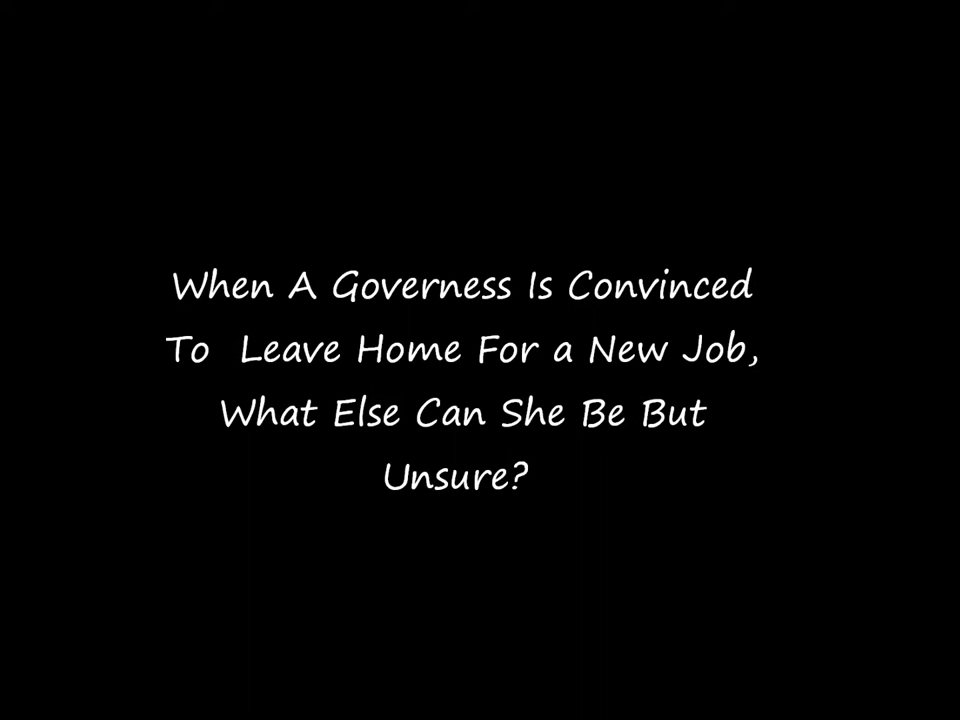 When A Governess Is Convinced
To  Leave Home For a New Job,
What Else Can She Be But
Unsure?